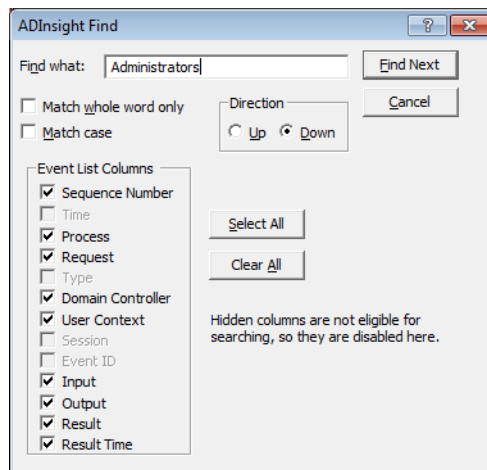 ADInsight Find
Find what: Administrators Find Next
Match whole word only Direction Cancel
Match case Up Down
Event List Columns
Sequence Number
Time Select All
Process
Request Clear All
Type
Domain Controller
User Context Hidden columns are not eligible for
Session searching, so they are disabled here.
Event ID
Input
Output
Result
Result Time